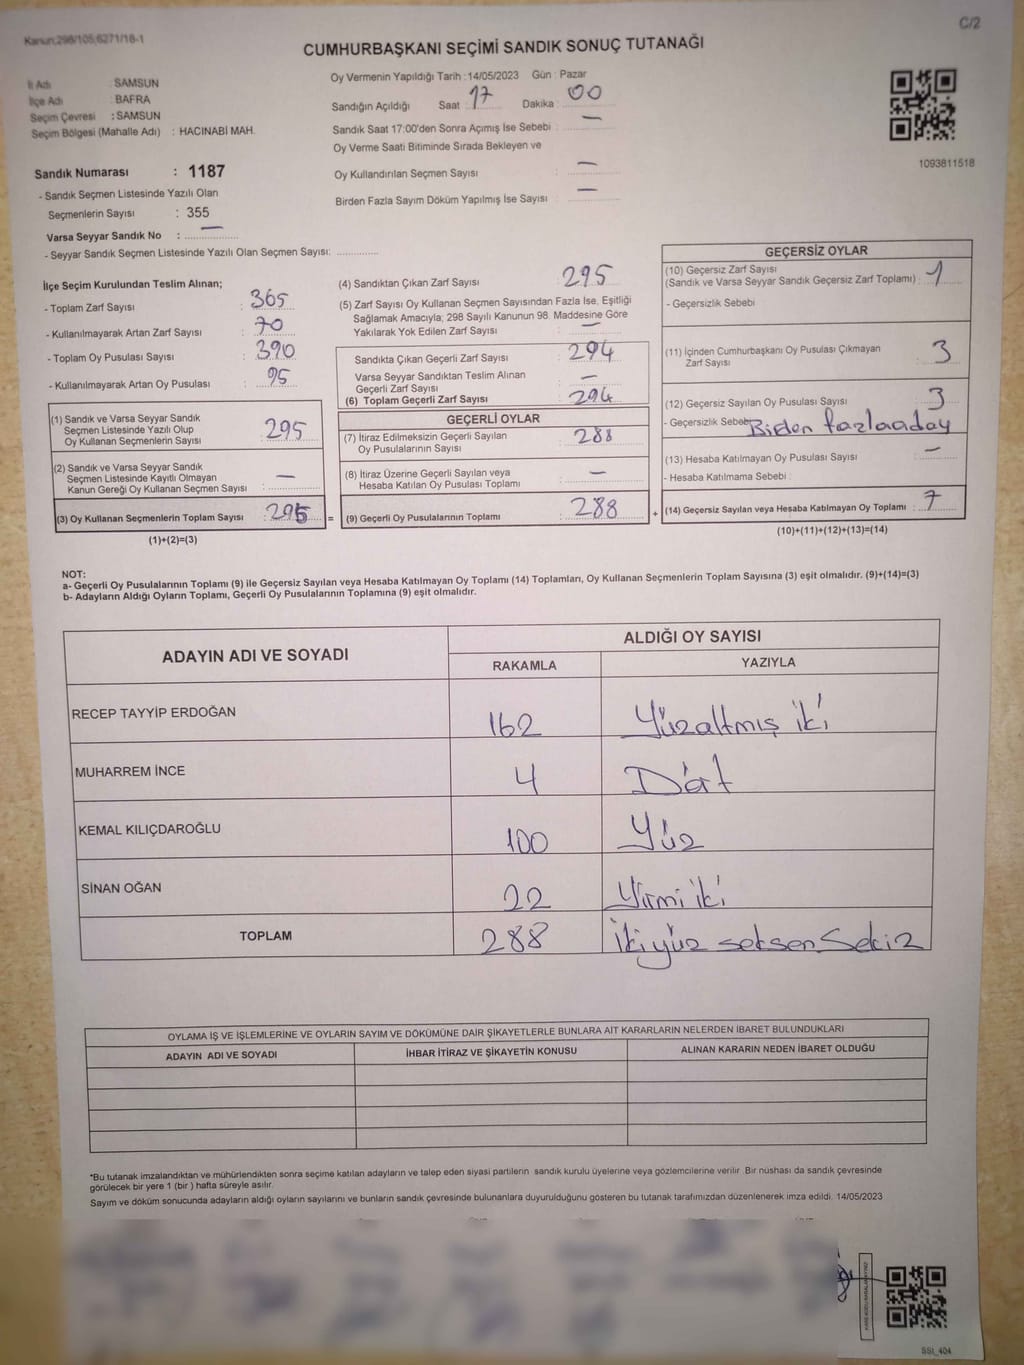 Kanun;298/105;6271/18-1
C/2
CUMHURBAŞKANI SEÇİMİ SANDIK SONUÇ TUTANAĞI
İl Adı : SAMSUN
İlçe Adı : BAFRA
Seçim Çevresi : SAMSUN
Seçim Bölgesi (Mahalle Adı) : HACINABİ MAH.
Oy Vermenin Yapıldığı Tarih :14/05/2023 Gün : Pazar
Sandığın Açıldığı Saat : 17 Dakika : 00
Sandık Saat 17:00'den Sonra Açımış İse Sebebi : —
Oy Verme Saati Bitiminde Sırada Bekleyen ve
Oy Kullandırılan Seçmen Sayısı : —
Birden Fazla Sayım Döküm Yapılmış İse Sayısı : —
1093811518
Sandık Numarası : 1187
- Sandık Seçmen Listesinde Yazılı Olan
Seçmenlerin Sayısı : 355
Varsa Seyyar Sandık No : —
- Seyyar Sandık Seçmen Listesinde Yazılı Olan Seçmen Sayısı: ................
İlçe Seçim Kurulundan Teslim Alınan;
- Toplam Zarf Sayısı : 365
- Kullanılmayarak Artan Zarf Sayısı : 70
- Toplam Oy Pusulası Sayısı : 390
- Kullanılmayarak Artan Oy Pusulası : 95
(1) Sandık ve Varsa Seyyar Sandık
Seçmen Listesinde Yazılı Olup
Oy Kullanan Seçmenlerin Sayısı : 295
(2) Sandık ve Varsa Seyyar Sandık
Seçmen Listesinde Kayıtlı Olmayan
Kanun Gereği Oy Kullanan Seçmen Sayısı : —
(3) Oy Kullanan Seçmenlerin Toplam Sayısı : 295 =
(1)+(2)=(3)
(4) Sandıktan Çıkan Zarf Sayısı : 295
(5) Zarf Sayısı Oy Kullanan Seçmen Sayısından Fazla İse, Eşitliği
Sağlamak Amacıyla; 298 Sayılı Kanunun 98. Maddesine Göre
Yakılarak Yok Edilen Zarf Sayısı : —
Sandıkta Çıkan Geçerli Zarf Sayısı : 294
Varsa Seyyar Sandıktan Teslim Alınan
Geçerli Zarf Sayısı : —
(6) Toplam Geçerli Zarf Sayısı : 294
GEÇERLİ OYLAR
(7) İtiraz Edilmeksizin Geçerli Sayılan
Oy Pusulalarının Sayısı : 288
(8) İtiraz Üzerine Geçerli Sayılan veya
Hesaba Katılan Oy Pusulası Toplamı : —
(9) Geçerli Oy Pusulalarının Toplamı : 288 +
GEÇERSİZ OYLAR
(10) Geçersiz Zarf Sayısı
(Sandık ve Varsa Seyyar Sandık Geçersiz Zarf Toplamı) : 1
- Geçersizlik Sebebi
(11) İçinden Cumhurbaşkanı Oy Pusulası Çıkmayan
Zarf Sayısı : 3
(12) Geçersiz Sayılan Oy Pusulası Sayısı : 3
- Geçersizlik Sebebi Birden fazlaaday
(13) Hesaba Katılmayan Oy Pusulası Sayısı : —
- Hesaba Katılmama Sebebi :
(14) Geçersiz Sayılan veya Hesaba Katılmayan Oy Toplamı : 7
(10)+(11)+(12)+(13)=(14)
NOT:
a- Geçerli Oy Pusulalarının Toplamı (9) ile Geçersiz Sayılan veya Hesaba Katılmayan Oy Toplamı (14) Toplamları, Oy Kullanan Seçmenlerin Toplam Sayısına (3) eşit olmalıdır. (9)+(14)=(3)
b- Adayların Aldığı Oyların Toplamı, Geçerli Oy Pusulalarının Toplamına (9) eşit olmalıdır.
ADAYIN ADI VE SOYADI
ALDIĞI OY SAYISI
RAKAMLA YAZIYLA
RECEP TAYYİP ERDOĞAN 162 Yüzaltmış iki
MUHARREM İNCE 4 Dört
KEMAL KILIÇDAROĞLU 100 Yüz
SİNAN OĞAN 22 Yirmi iki
TOPLAM 288 İkiyüz seksen Sekiz
OYLAMA İŞ VE İŞLEMLERİNE VE OYLARIN SAYIM VE DÖKÜMÜNE DAİR ŞİKAYETLERLE BUNLARA AİT KARARLARIN NELERDEN İBARET BULUNDUKLARI
ADAYIN ADI VE SOYADI İHBAR İTİRAZ VE ŞİKAYETİN KONUSU ALINAN KARARIN NEDEN İBARET OLDUĞU
*Bu tutanak imzalandıktan ve mühürlendikten sonra seçime katılan adayların ve talep eden siyasi partilerin sandık kurulu üyelerine veya gözlemcilerine verilir. Bir nüshası da sandık çevresinde
görülecek bir yere 1 (bir ) hafta süreyle asılır.
Sayım ve döküm sonucunda adayların aldığı oyların sayılarını ve bunların sandık çevresinde bulunanlara duyurulduğunu gösteren bu tutanak tarafımızdan düzenlenerek imza edildi. 14/05/2023
SSI_404